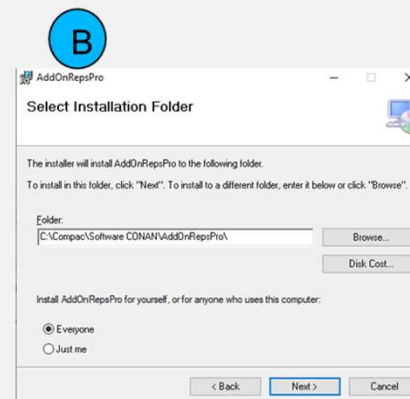 B
AddOnRepsPro
Select Installation Folder
The installer will install AddOnRepsPro to the following folder.
To install in this folder, click "Next". To install to a different folder, enter it below or click "Browse".
Folder:
C:\Compac\Software CONAN\AddOnRepsPro\
Browse...
Disk Cost...
Install AddOnRepsPro for yourself, or for anyone who uses this computer:
Everyone
Just me
< Back Next > Cancel